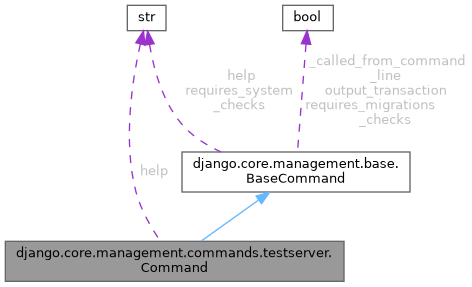 str
bool
_called_from_command
_line
output_transaction
requires_migrations
_checks
help
requires_system
_checks
help
django.core.management.base.
BaseCommand
django.core.management.commands.testserver.
Command